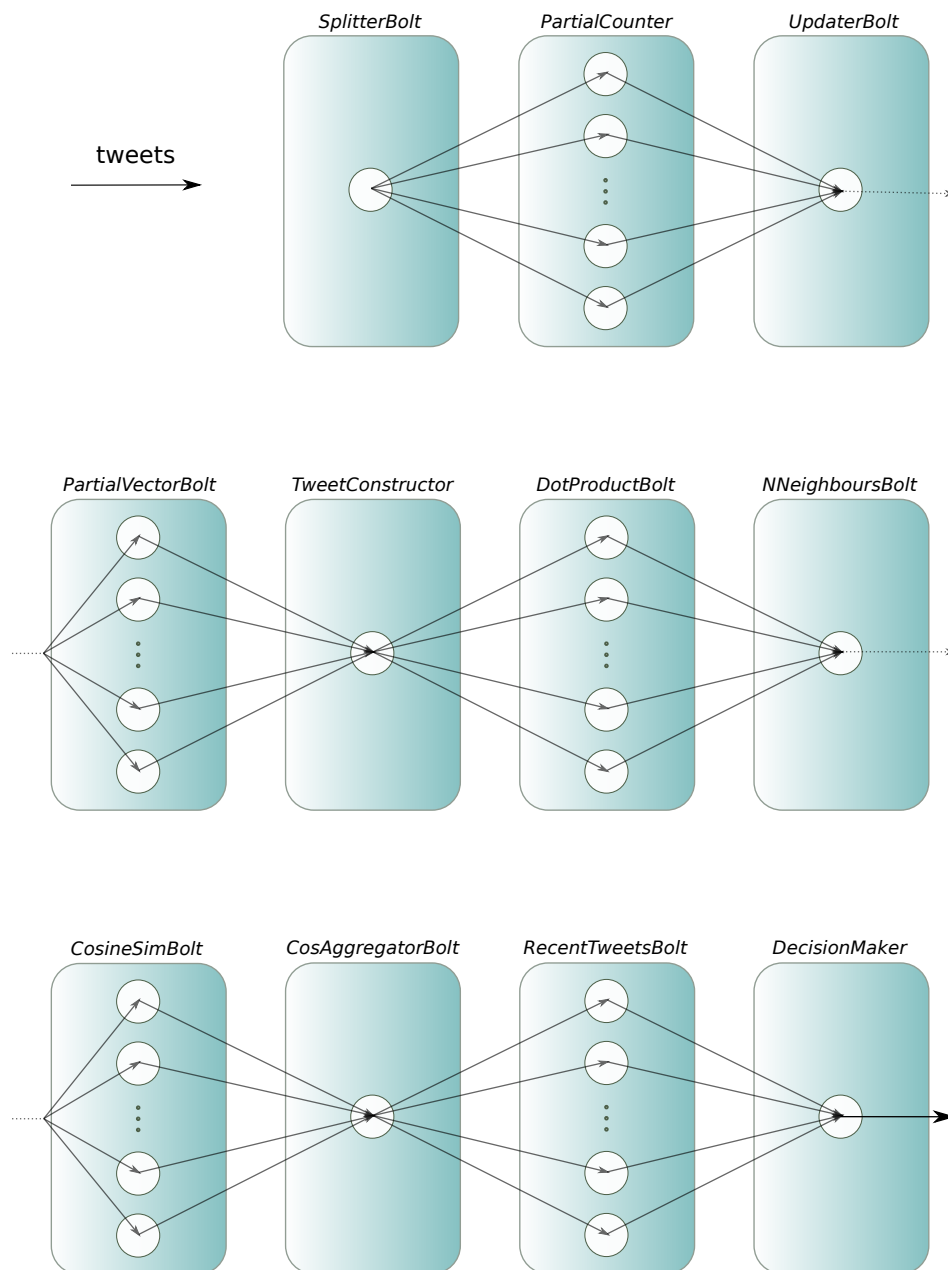 SplitterBolt
PartialCounter
UpdaterBolt
tweets
PartialVectorBolt
TweetConstructor
DotProductBolt
NNeighboursBolt
CosineSimBolt
CosAggregatorBolt
RecentTweetsBolt
DecisionMaker